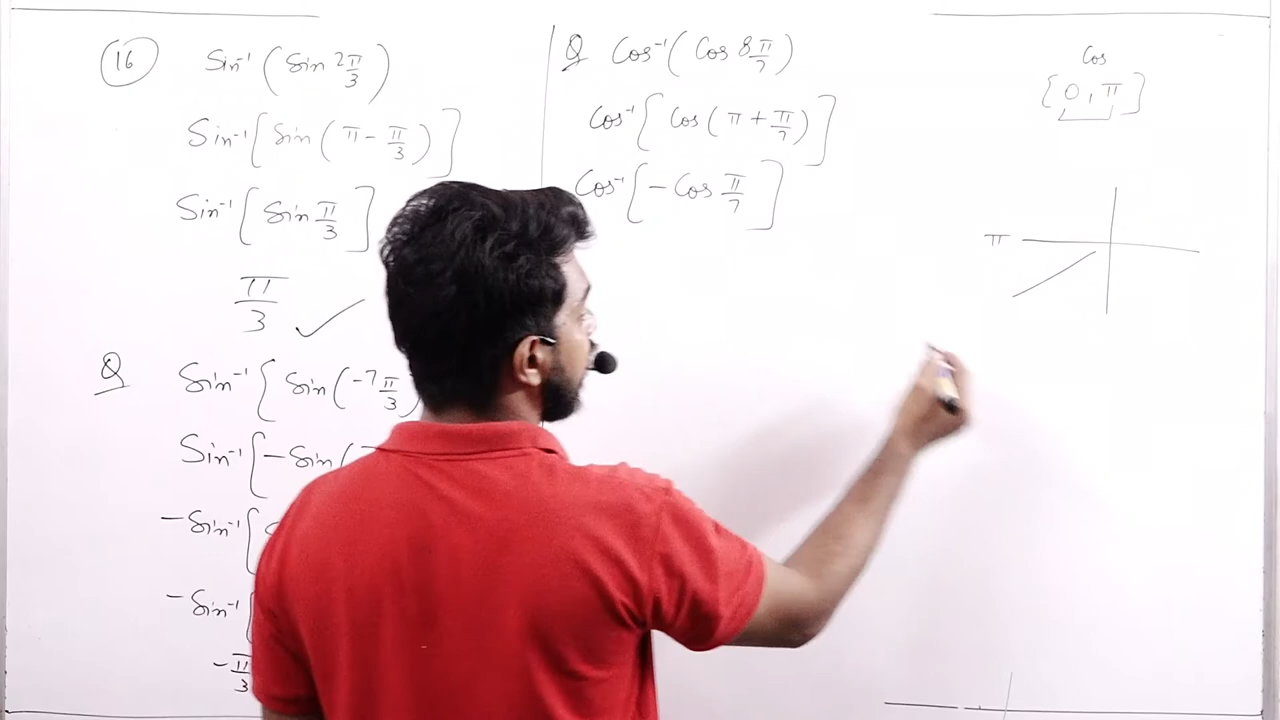 16 Sin⁻¹ (Sin 2π/3)
Sin⁻¹ [Sin (π - π/3)]
Sin⁻¹ [Sin π/3]
π/3 ✓
Q Sin⁻¹ { Sin (-7π/3)
Sin⁻¹ { -Sin (
-Sin⁻¹ [
-Sin⁻¹ [
-π/3
Q Cos⁻¹ (Cos 8π/7)
Cos⁻¹ [Cos (π + π/7)]
Cos⁻¹ [-Cos π/7]
Cos
[0, π]
π